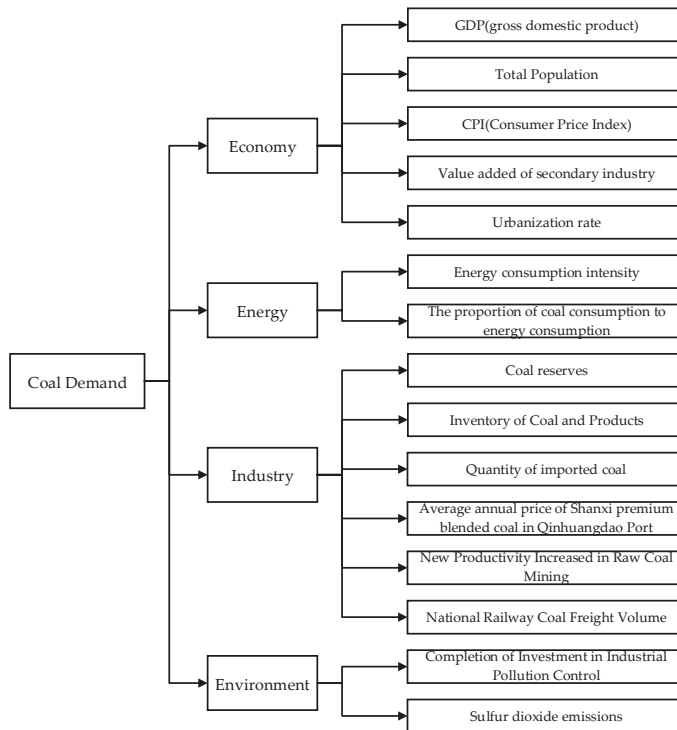 GDP(gross domestic product)
Total Population
CPI(Consumer Price Index)
Economy
Value added of secondary industry
Urbanization rate
Energy consumption intensity
Energy
The proportion of coal consumption to
energy consumption
Coal Demand
Coal reserves
Inventory of Coal and Products
Quantity of imported coal
Industry
Average annual price of Shanxi premium
blended coal in Qinhuangdao Port
New Productivity Increased in Raw Coal
Mining
National Railway Coal Freight Volume
Completion of Investment in Industrial
Pollution Control
Environment
Sulfur dioxide emissions